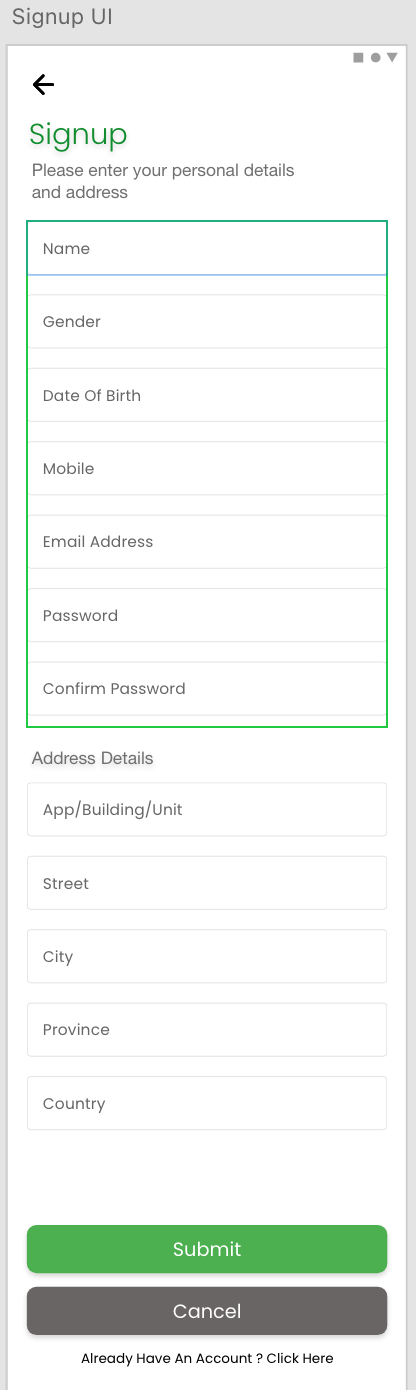 Signup UI
Signup
Please enter your personal details
and address
Name
Gender
Date Of Birth
Mobile
Email Address
Password
Confirm Password
Address Details
App/Building/Unit
Street
City
Province
Country
Submit
Cancel
Already Have An Account ? Click Here